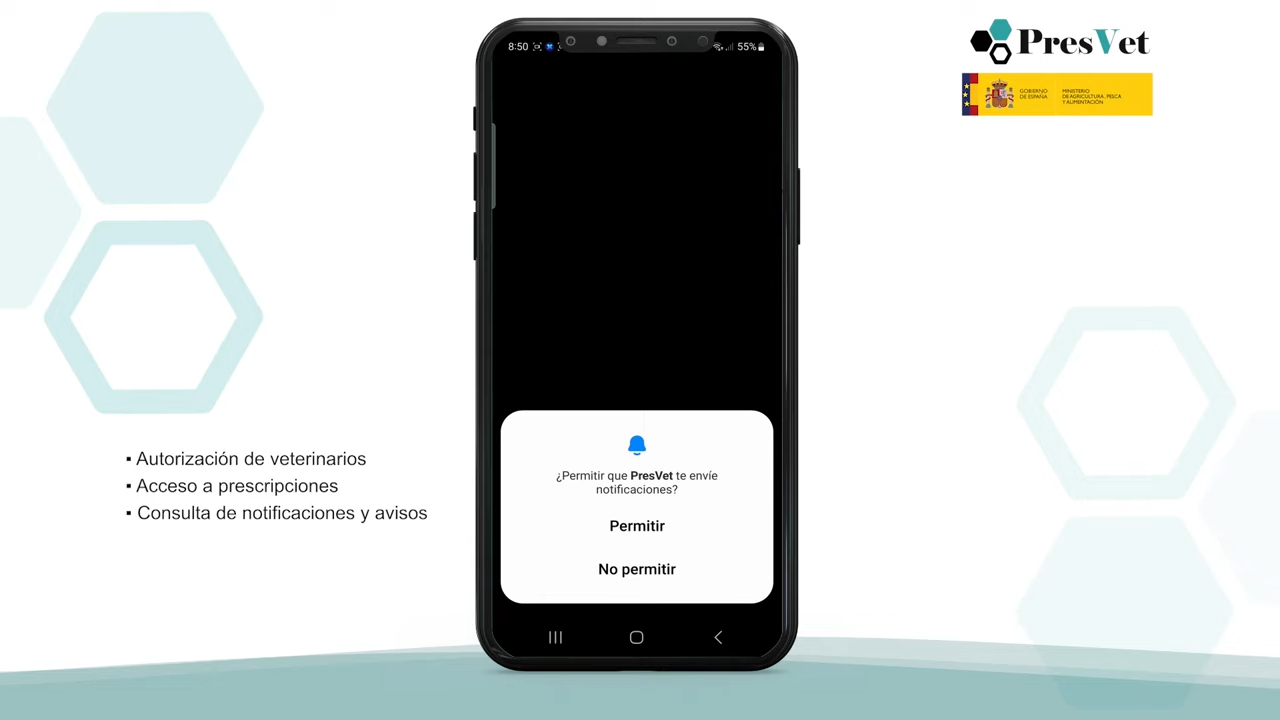 PresVet
GOBIERNO
DE ESPAÑA
MINISTERIO
DE AGRICULTURA, PESCA
Y ALIMENTACIÓN
8:50
55%
▪ Autorización de veterinarios
▪ Acceso a prescripciones
▪ Consulta de notificaciones y avisos
¿Permitir que PresVet te envíe
notificaciones?
Permitir
No permitir